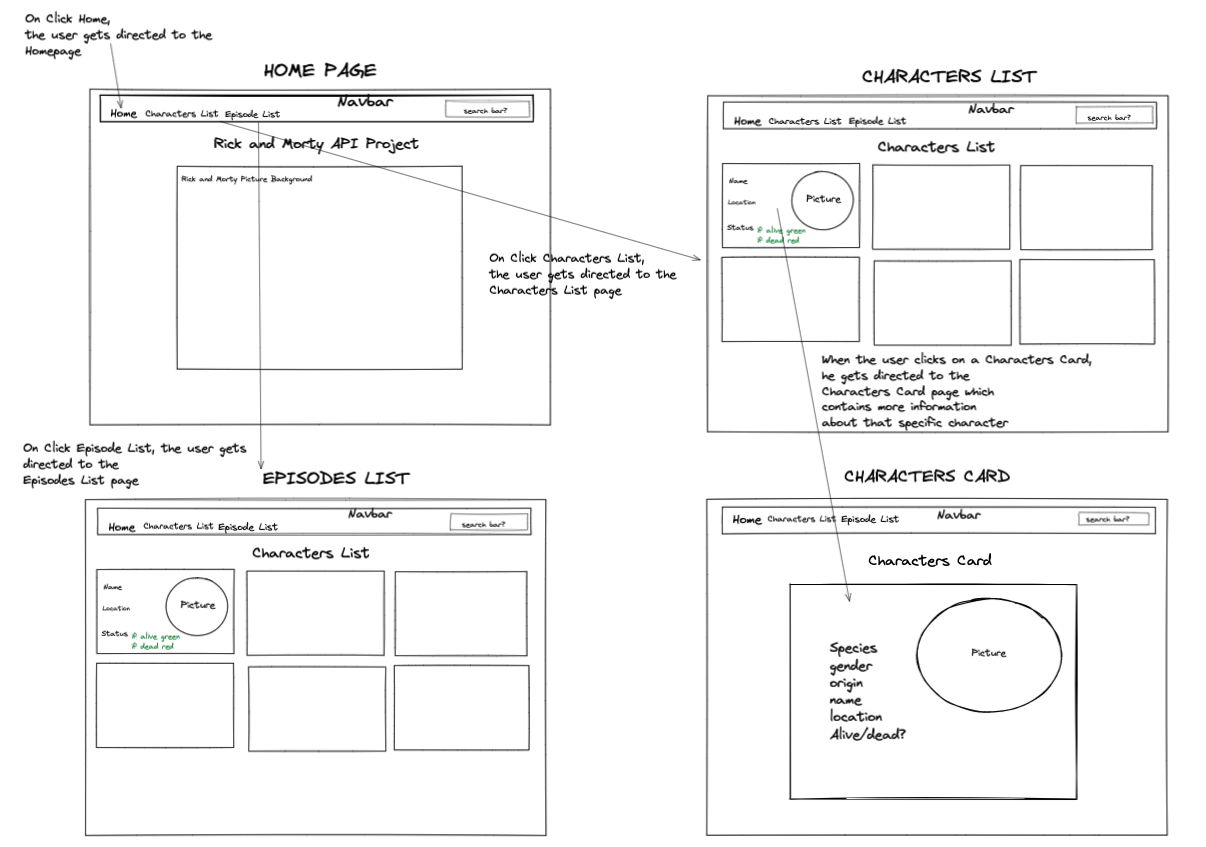 On Click Home,
the user gets directed to the
Homepage
HOME PAGE
Navbar
Home Characters List Episode List
search bar?
Rick and Morty API Project
Rick and Morty Picture Background
On Click Characters List,
the user gets directed to the
Characters List page
CHARACTERS LIST
Navbar
Home Characters List Episode List
search bar?
Characters List
Name
Location
Status
Picture
if alive green
if dead red
When the user clicks on a Characters Card,
he gets directed to the
Characters Card page which
contains more information
about that specific character
On Click Episode List, the user gets
directed to the
Episodes List page
EPISODES LIST
Navbar
Home Characters List Episode List
search bar?
Characters List
Name
Location
Status
Picture
if alive green
if dead red
CHARACTERS CARD
Navbar
Home Characters List Episode List
search bar?
Characters Card
Species
gender
origin
name
location
Alive/dead?
Picture